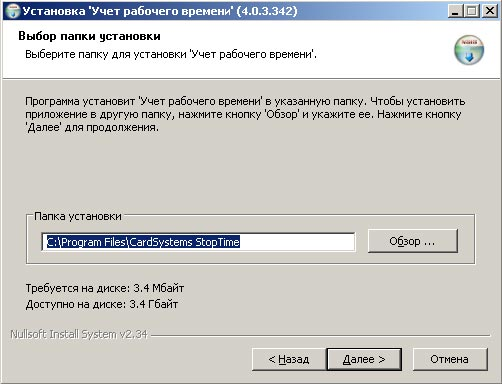 Установка 'Учет рабочего времени' (4.0.3.342)
Выбор папки установки
Выберите папку для установки 'Учет рабочего времени'.
Программа установит 'Учет рабочего времени' в указанную папку. Чтобы установить
приложение в другую папку, нажмите кнопку 'Обзор' и укажите ее. Нажмите кнопку
'Далее' для продолжения.
Папка установки
C:\Program Files\CardSystems StopTime
Обзор ...
Требуется на диске: 3.4 Мбайт
Доступно на диске: 3.4 Гбайт
Nullsoft Install System v2.34
< Назад
Далее >
Отмена